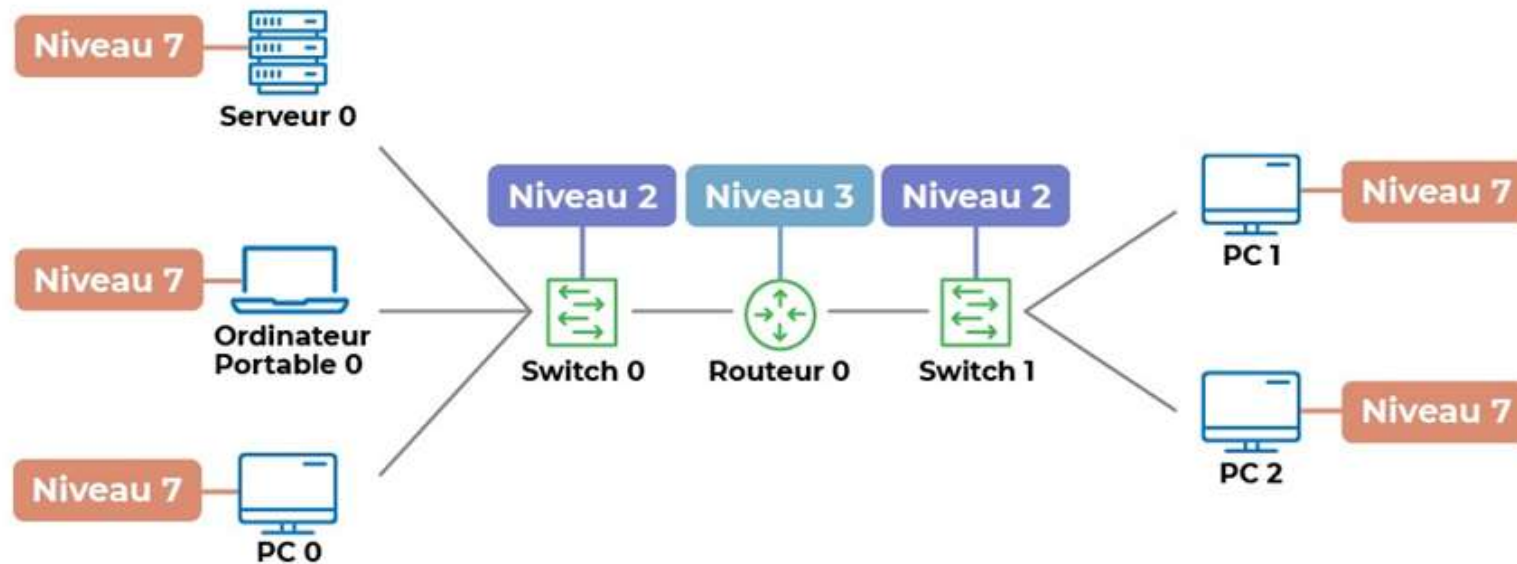 Niveau 7
Serveur 0
Niveau 7
Ordinateur
Portable 0
Niveau 7
PC 0
Niveau 2
Niveau 3
Niveau 2
Switch 0
Routeur 0
Switch 1
Niveau 7
PC 1
Niveau 7
PC 2